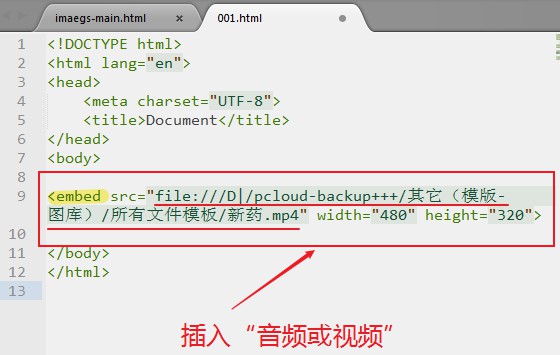 imaegs-main.html × 001.html
1 <!DOCTYPE html>
2 <html lang="en">
3 <head>
4 <meta charset="UTF-8">
5 <title>Document</title>
6 </head>
7 <body>
8
9 <embed src="file:///D|/pcloud-backup+++/其它（模版-
图库）/所有文件模板/新药.mp4" width="480" height="320">
10
11 </body>
12 </html>
13
插入“音频或视频”